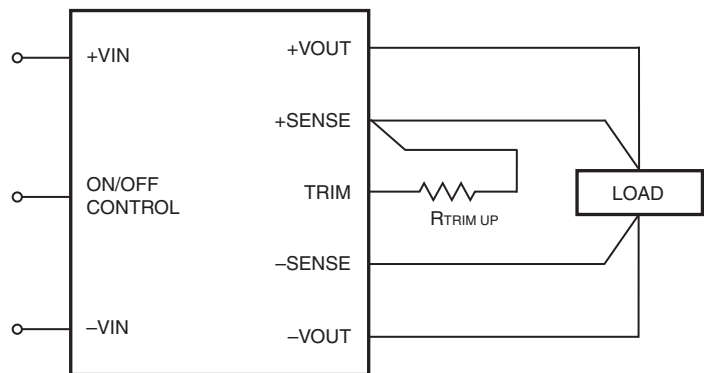 +VOUT
+VIN
+SENSE
ON/OFF
CONTROL
TRIM
LOAD
RTRIM UP
–SENSE
–VIN
–VOUT